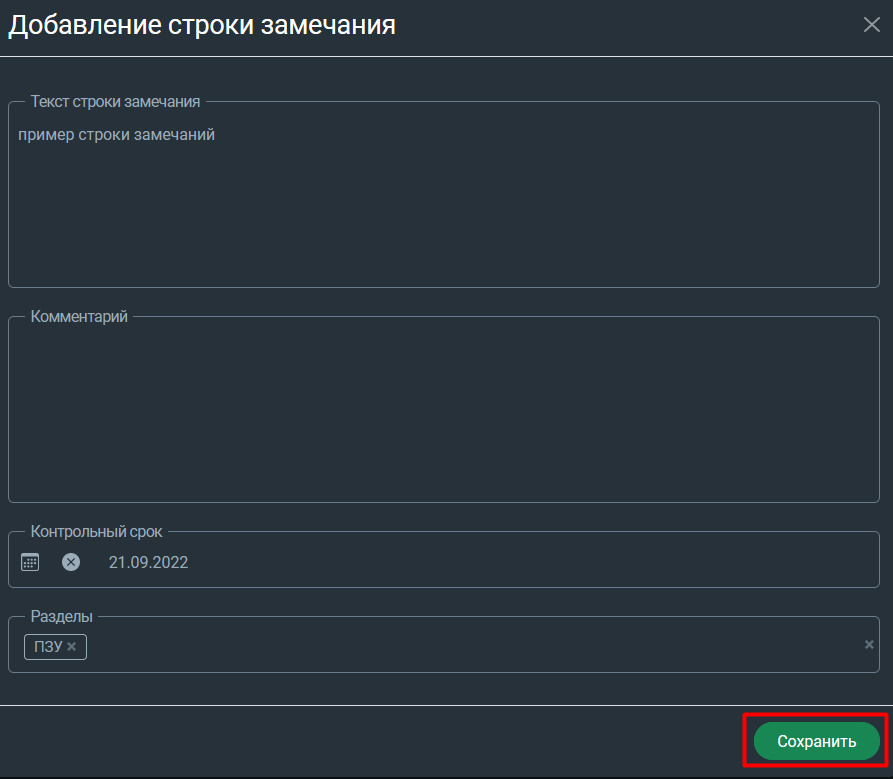 Добавление строки замечания
Текст строки замечания
пример строки замечаний
Комментарий
Контрольный срок
21.09.2022
Разделы
ПЗУ
Сохранить